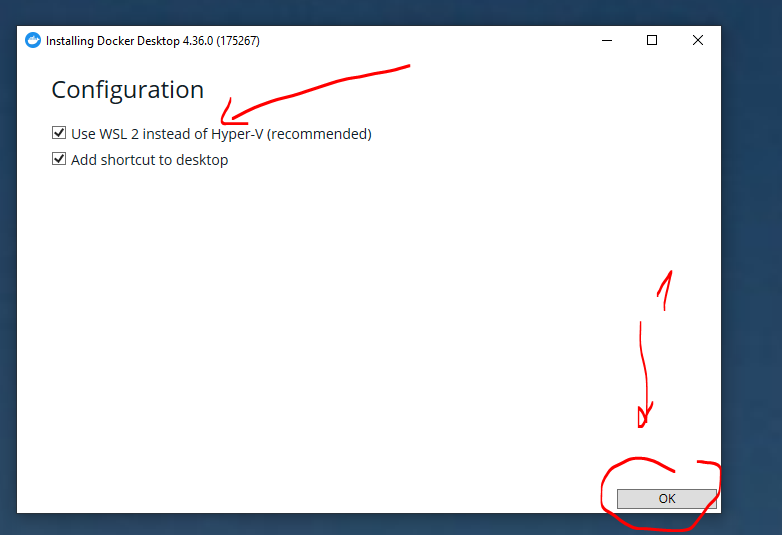 Installing Docker Desktop 4.36.0 (175267)
Configuration
Use WSL 2 instead of Hyper-V (recommended)
Add shortcut to desktop
1
OK